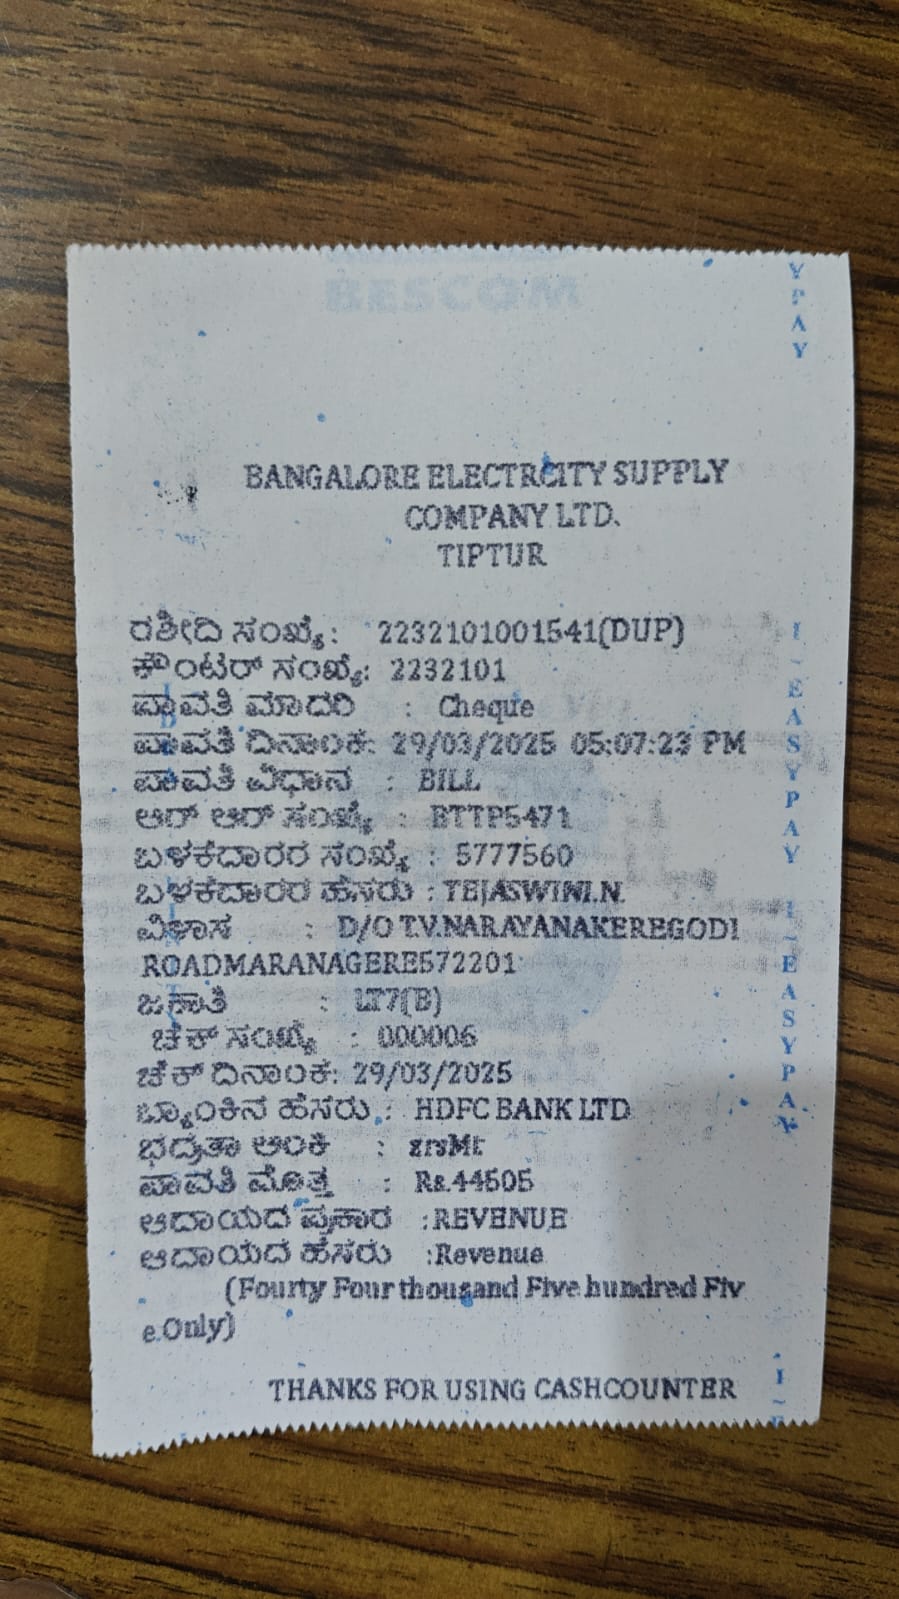 BESCOM
BANGALORE ELECTRCITY SUPPLY
COMPANY LTD.
TIPTUR
ರಶೀದಿ ಸಂಖ್ಯೆ: 2232101001541(DUP)
ಕೌಂಟರ್ ಸಂಖ್ಯೆ: 2232101
ಪಾವತಿ ಮಾದರಿ : Cheque
ಪಾವತಿ ದಿನಾಂಕ: 29/03/2025 05:07:23 PM
ಪಾವತಿ ವಿಧಾನ : BILL
ಆರ್ ಆರ್ ಸಂಖ್ಯೆ : BTTP5471
ಬಳಕೆದಾರರ ಸಂಖ್ಯೆ : 5777560
ಬಳಕೆದಾರರ ಹೆಸರು : TEJASWINI.N.
ವಿಳಾಸ : D/O T.V.NARAYANAKEREGODI
ROADMARANAGERE572201
ಜಕಾತಿ : LT7(B)
ಚೆಕ್ ಸಂಖ್ಯೆ : 000006
ಚೆಕ್ ದಿನಾಂಕ: 29/03/2025
ಬ್ಯಾಂಕಿನ ಹೆಸರು : HDFC BANK LTD
ಭದ್ರತಾ ಅಂಕಿ : zrsMt
ಪಾವತಿ ಮೊತ್ತ : Rs.44505
ಆದಾಯದ ಪ್ರಕಾರ :REVENUE
ಆದಾಯದ ಹೆಸರು :Revenue
(Fourty Four thousand Five hundred Fiv
e Only)
THANKS FOR USING CASHCOUNTER
YPAY
I~EASYPAY
I~EASYPAY